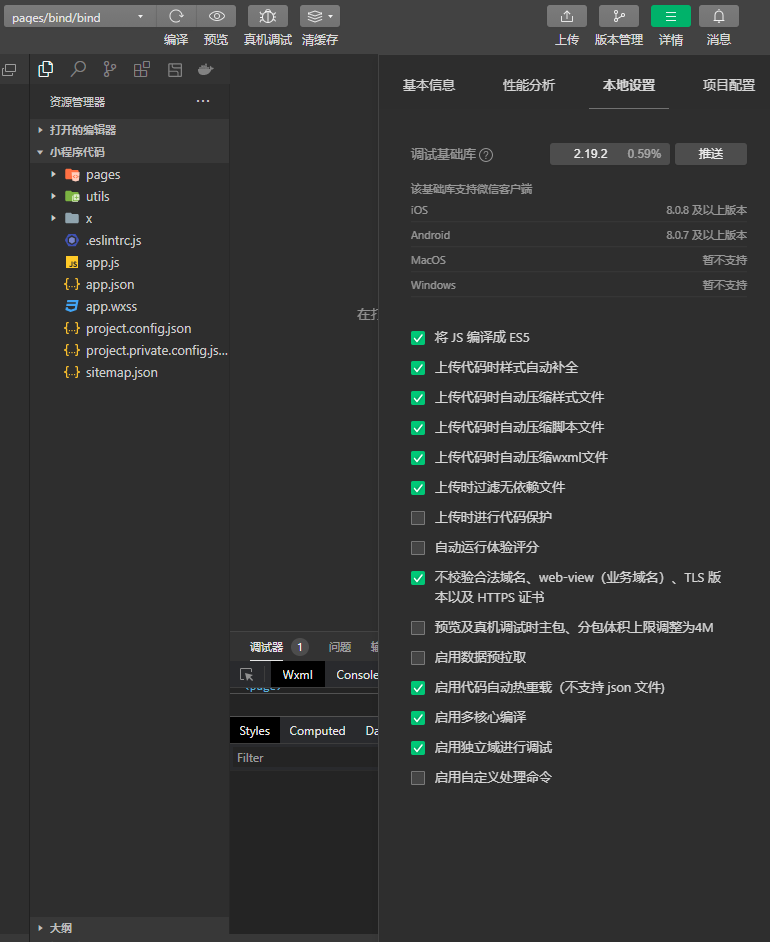 pages/bind/bind
编译
预览
真机调试
清缓存
上传
版本管理
详情
消息
资源管理器
打开的编辑器
小程序代码
pages
utils
x
.eslintrc.js
app.js
app.json
app.wxss
project.config.json
project.private.config.js...
sitemap.json
大纲
在打
调试器 1 问题 输
Wxml Console
Styles Computed Da
Filter
基本信息 性能分析 本地设置 项目配置
调试基础库 ? 2.19.2 0.59% 推送
该基础库支持微信客户端
iOS 8.0.8 及以上版本
Android 8.0.7 及以上版本
MacOS 暂不支持
Windows 暂不支持
将 JS 编译成 ES5
上传代码时样式自动补全
上传代码时自动压缩样式文件
上传代码时自动压缩脚本文件
上传代码时自动压缩wxml文件
上传时过滤无依赖文件
上传时进行代码保护
自动运行体验评分
不校验合法域名、web-view（业务域名）、TLS 版
本以及 HTTPS 证书
预览及真机调试时主包、分包体积上限调整为4M
启用数据预拉取
启用代码自动热重载（不支持 json 文件)
启用多核心编译
启用独立域进行调试
启用自定义处理命令